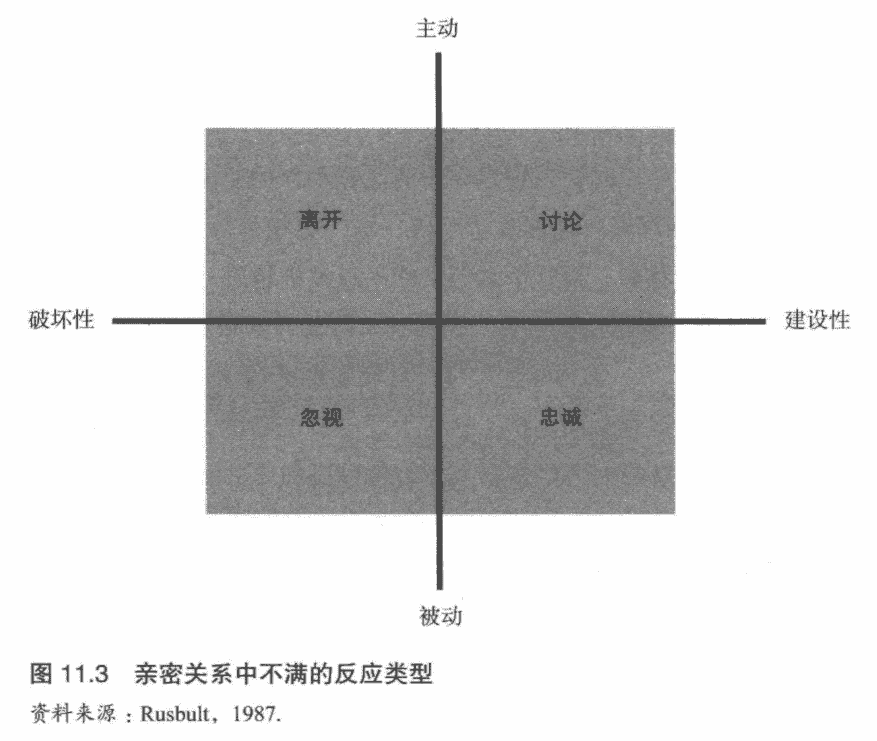 主动
离开 讨论
破坏性 建设性
忽视 忠诚
被动
图 11.3 亲密关系中不满的反应类型
资料来源：Rusbult，1987.